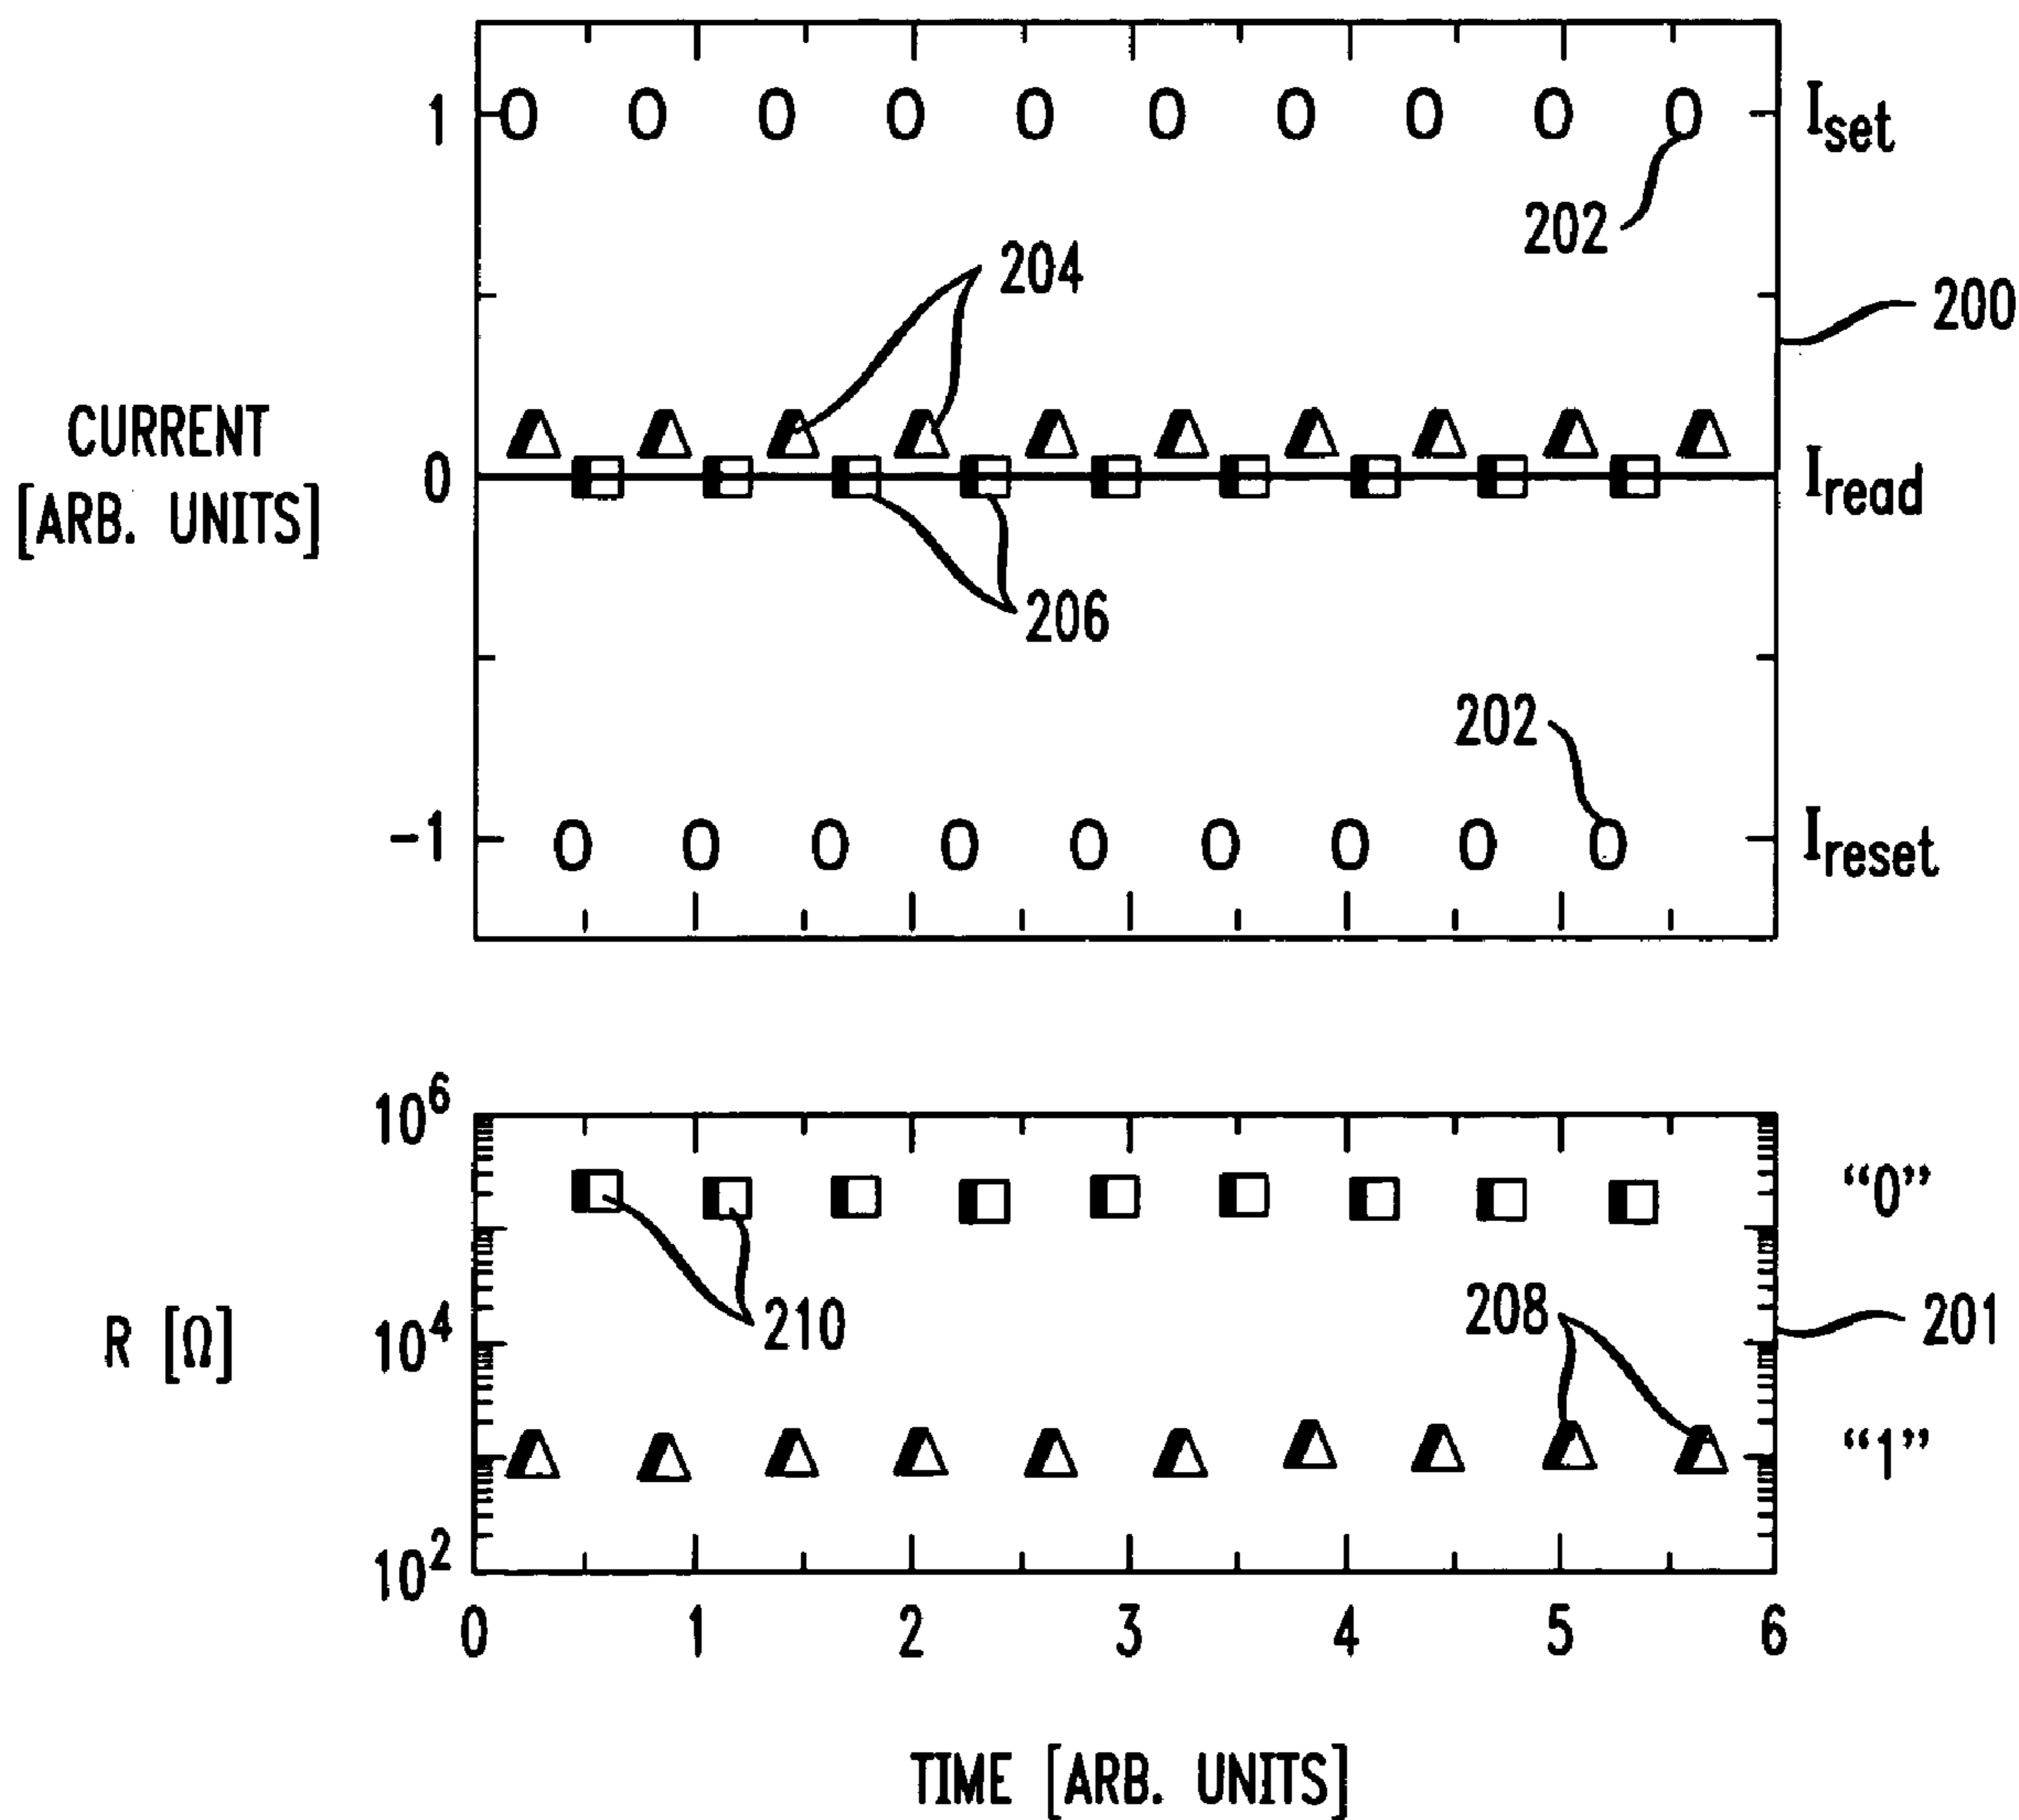 1
I_set
202
204
200
CURRENT
[ARB. UNITS]
0
I_read
206
202
-1
I_reset
10^6
"0"
R [Ω]
10^4
210
208
201
"1"
10^2
0 1 2 3 4 5 6
TIME [ARB. UNITS]